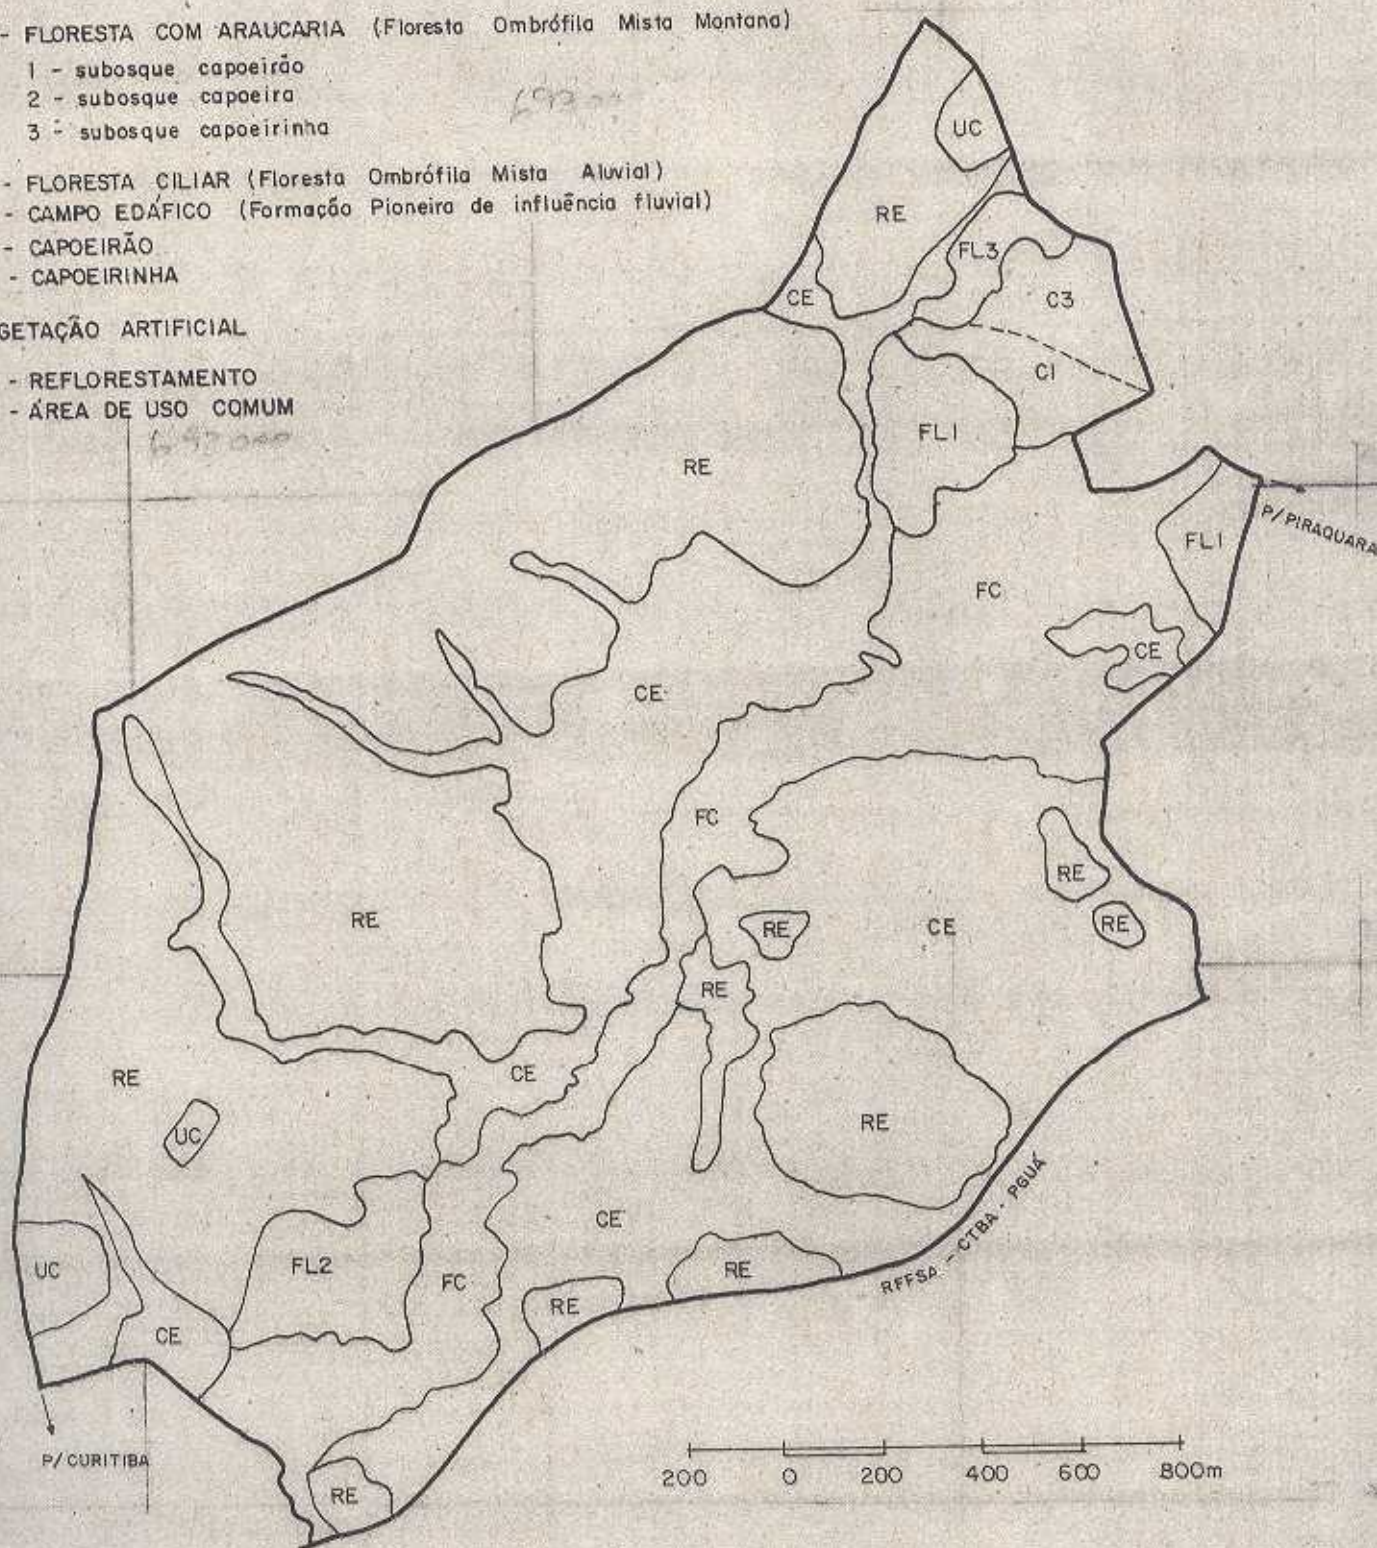 - FLORESTA COM ARAUCARIA (Floresta Ombrófila Mista Montana)
1 - subosque capoeirão
2 - subosque capoeira
3 - subosque capoeirinha
- FLORESTA CILIAR (Floresta Ombrófila Mista Aluvial)
- CAMPO EDÁFICO (Formação Pioneira de influência fluvial)
- CAPOEIRÃO
- CAPOEIRINHA
GETAÇÃO ARTIFICIAL
- REFLORESTAMENTO
- ÁREA DE USO COMUM
UC
RE
FL3
CE
C3
C1
FL1
RE
P/PIRAQUARA
FL1
FC
CE
CE
FC
RE
RE
CE
RE
RE
RE
CE
RE
RE
UC
CE
FL2
UC
FC
RE
RFFSA - CTBA - PGUÁ
RE
CE
P/CURITIBA
RE
200 0 200 400 600 800m